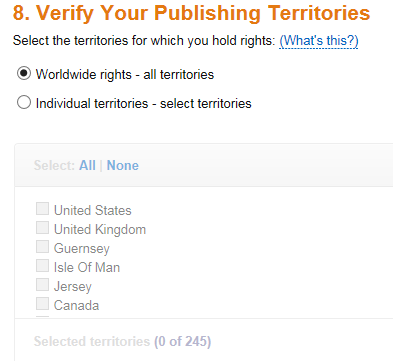 8. Verify Your Publishing Territories
Select the territories for which you hold rights: (What's this?)
Worldwide rights - all territories
Individual territories - select territories
Select: All | None
United States
United Kingdom
Guernsey
Isle Of Man
Jersey
Canada
Selected territories (0 of 245)